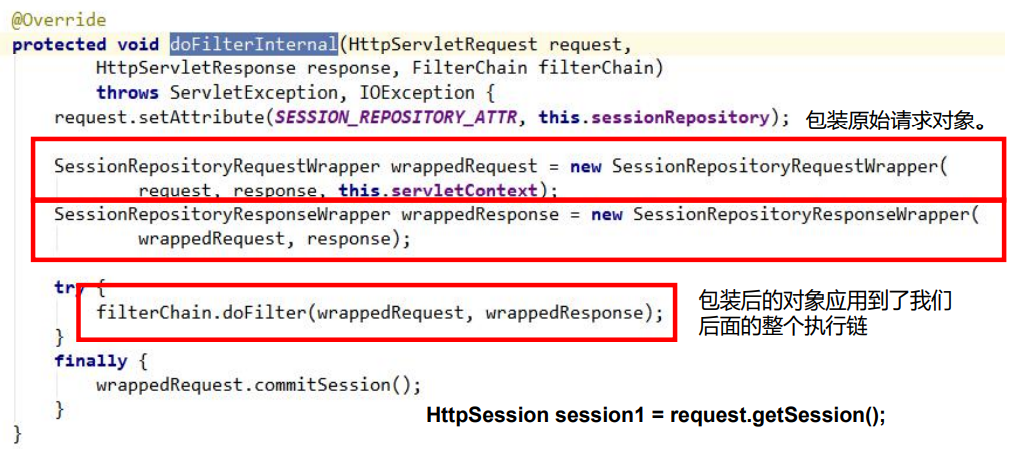 @Override
protected void doFilterInternal(HttpServletRequest request,
HttpServletResponse response, FilterChain filterChain)
throws ServletException, IOException {
request.setAttribute(SESSION_REPOSITORY_ATTR, this.sessionRepository);
包装原始请求对象。
SessionRepositoryRequestWrapper wrappedRequest = new SessionRepositoryRequestWrapper(
request, response, this.servletContext);
SessionRepositoryResponseWrapper wrappedResponse = new SessionRepositoryResponseWrapper(
wrappedRequest, response);
try {
filterChain.doFilter(wrappedRequest, wrappedResponse);
包装后的对象应用到了我们
后面的整个执行链
}
finally {
wrappedRequest.commitSession();
}
HttpSession session1 = request.getSession();
}